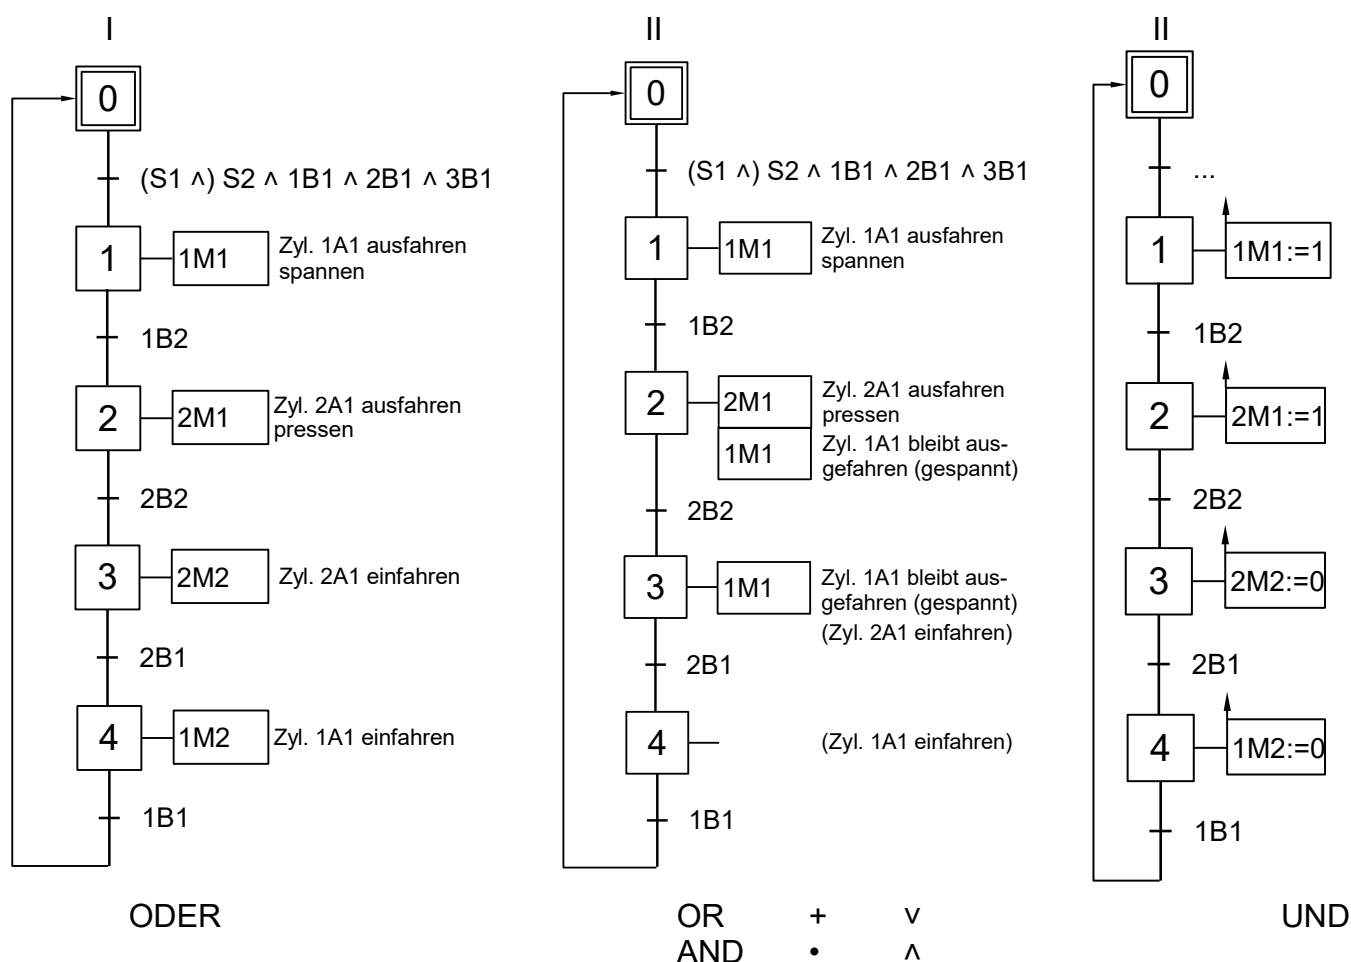 I
0
(S1 ∧) S2 ∧ 1B1 ∧ 2B1 ∧ 3B1
1
1M1
Zyl. 1A1 ausfahren
spannen
1B2
2
2M1
Zyl. 2A1 ausfahren
pressen
2B2
3
2M2
Zyl. 2A1 einfahren
2B1
4
1M2
Zyl. 1A1 einfahren
1B1
II
0
(S1 ∧) S2 ∧ 1B1 ∧ 2B1 ∧ 3B1
1
1M1
Zyl. 1A1 ausfahren
spannen
1B2
2
2M1
Zyl. 2A1 ausfahren
pressen
1M1
Zyl. 1A1 bleibt aus-
gefahren (gespannt)
2B2
3
1M1
Zyl. 1A1 bleibt aus-
gefahren (gespannt)
(Zyl. 2A1 einfahren)
2B1
4
(Zyl. 1A1 einfahren)
1B1
II
0
...
1
1M1:=1
1B2
2
2M1:=1
2B2
3
2M2:=0
2B1
4
1M2:=0
1B1
ODER
OR + ∨
UND
AND • ∧